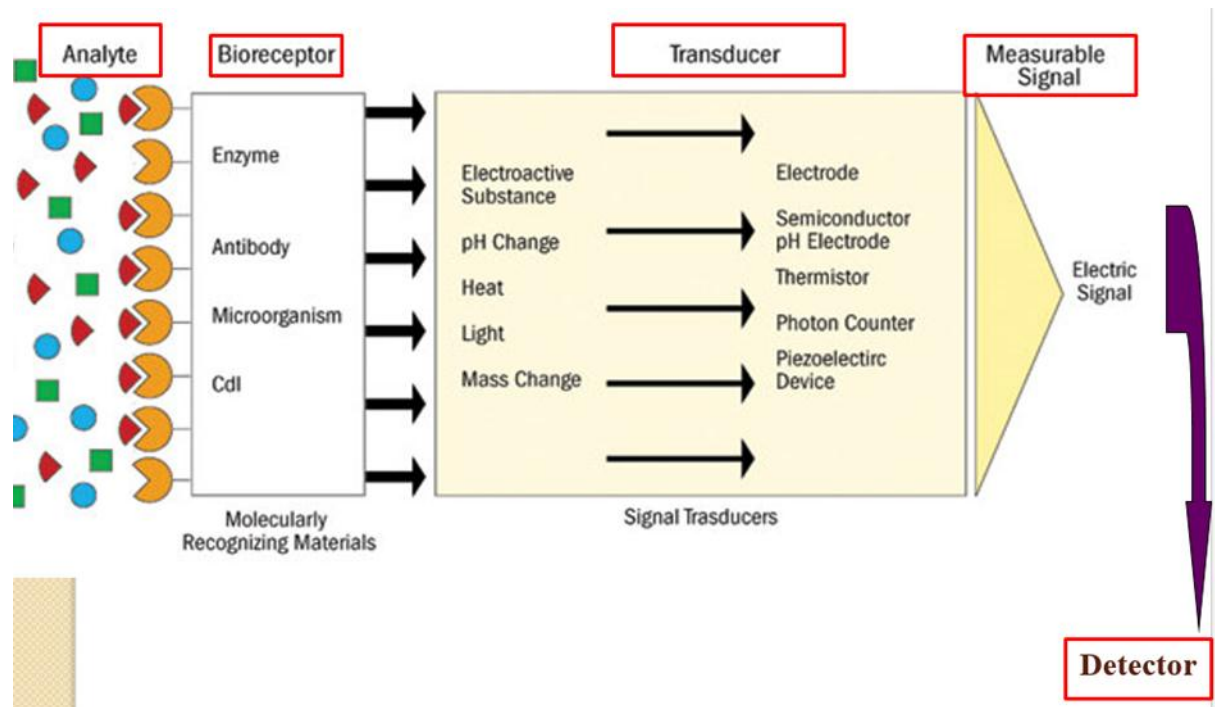 Analyte
Bioreceptor
Transducer
Measurable
Signal
Enzyme
Antibody
Microorganism
Cdl
Molecularly
Recognizing Materials
Electroactive
Substance
pH Change
Heat
Light
Mass Change
Electrode
Semiconductor
pH Electrode
Thermistor
Photon Counter
Piezoelectirc
Device
Signal Trasducers
Electric
Signal
Detector